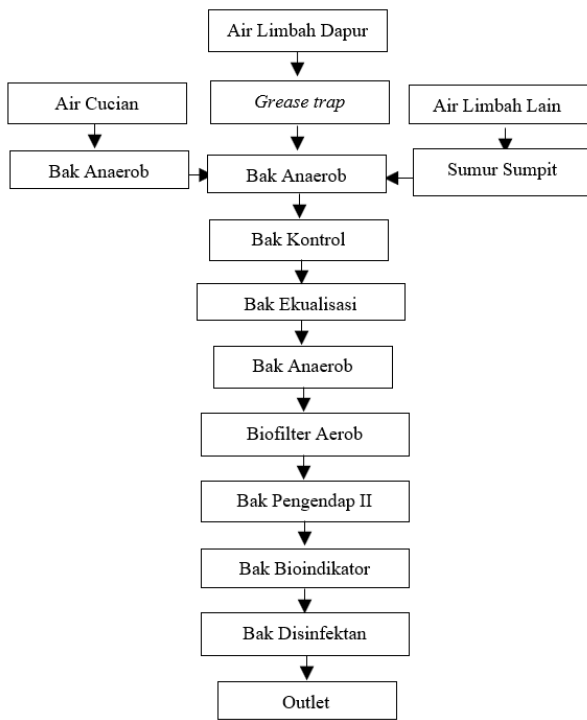 Air Limbah Dapur
Air Cucian
Grease trap
Air Limbah Lain
Bak Anaerob
Bak Anaerob
Sumur Sumpit
Bak Kontrol
Bak Ekualisasi
Bak Anaerob
Biofilter Aerob
Bak Pengendap II
Bak Bioindikator
Bak Disinfektan
Outlet